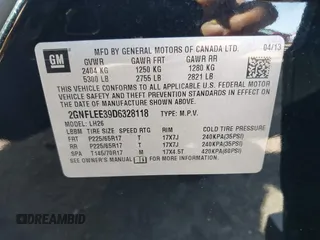 GM
MFD BY GENERAL MOTORS OF CANADA LTD. 04/13
GVWR GAWR FRT GAWR RR
2404 KG 1250 KG 1280 KG
5300 LB 2755 LB 2821 LB
THIS VEHICLE CONFORMS TO ALL APPLICABLE U.S. FEDERAL MOTOR VEHICLE SAFETY, BUMPER, AND THEFT PREVENTION STANDARDS IN EFFECT ON THE DATE OF MANUFACTURE SHOWN ABOVE.
2GNFLEE39D6328118 TYPE: M.P.V.
MODEL: LH26
LBBM TIRE SIZE SPEED RTG RIM COLD TIRE PRESSURE
FRT P225/65R17 T 17X7J 240KPA(35PSI)
RR P225/65R17 T 17X7J 240KPA(35PSI)
SPA T145/70R17 M 17X4.5T 420KPA(60PSI)
SEE OWNER'S MANUAL
© DREAMBID